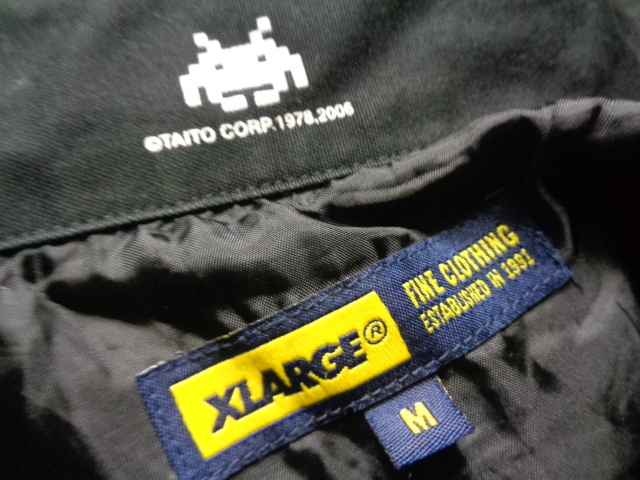 ©TAITO CORP.1978,2006
XLARGE®
FINE CLOTHING
ESTABLISHED IN 1991
M